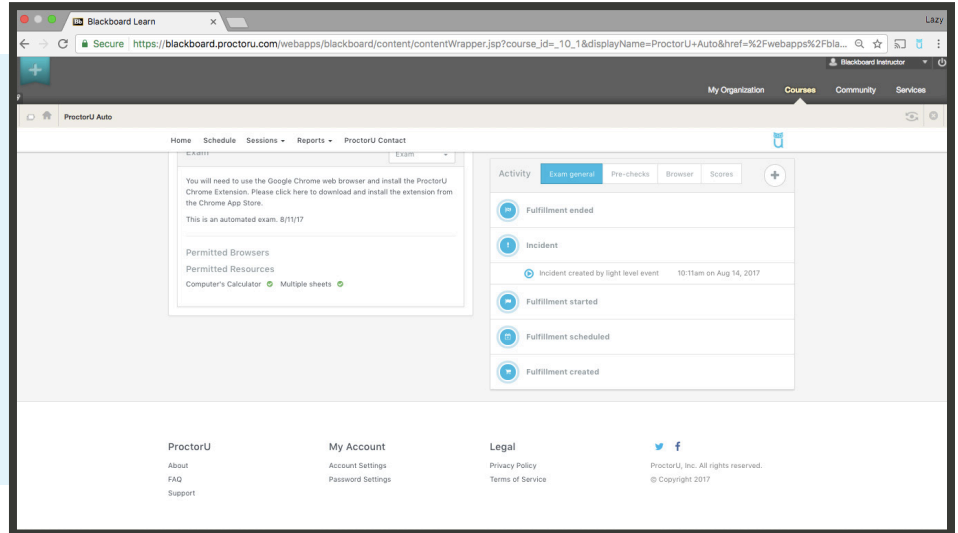 Blackboard Learn
Lazy
Secure https://blackboard.proctoru.com/webapps/blackboard/content/contentWrapper.jsp?course_id=_10_1&displayName=ProctorU+Auto&href=%2Fwebapps%2Fbla...
Blackboard Instructor
My Organization Courses Community Services
ProctorU Auto
Home Schedule Sessions Reports ProctorU Contact
Exam Exam
You will need to use the Google Chrome web browser and install the ProctorU
Chrome Extension. Please click here to download and install the extension from
the Chrome App Store.
This is an automated exam. 8/11/17
Permitted Browsers
Permitted Resources
Computer's Calculator Multiple sheets
Activity Exam general Pre-checks Browser Scores
Fulfillment ended
Incident
Incident created by light level event 10:11am on Aug 14, 2017
Fulfillment started
Fulfillment scheduled
Fulfillment created
ProctorU My Account Legal
About Account Settings Privacy Policy ProctorU, Inc. All rights reserved.
FAQ Password Settings Terms of Service © Copyright 2017
Support